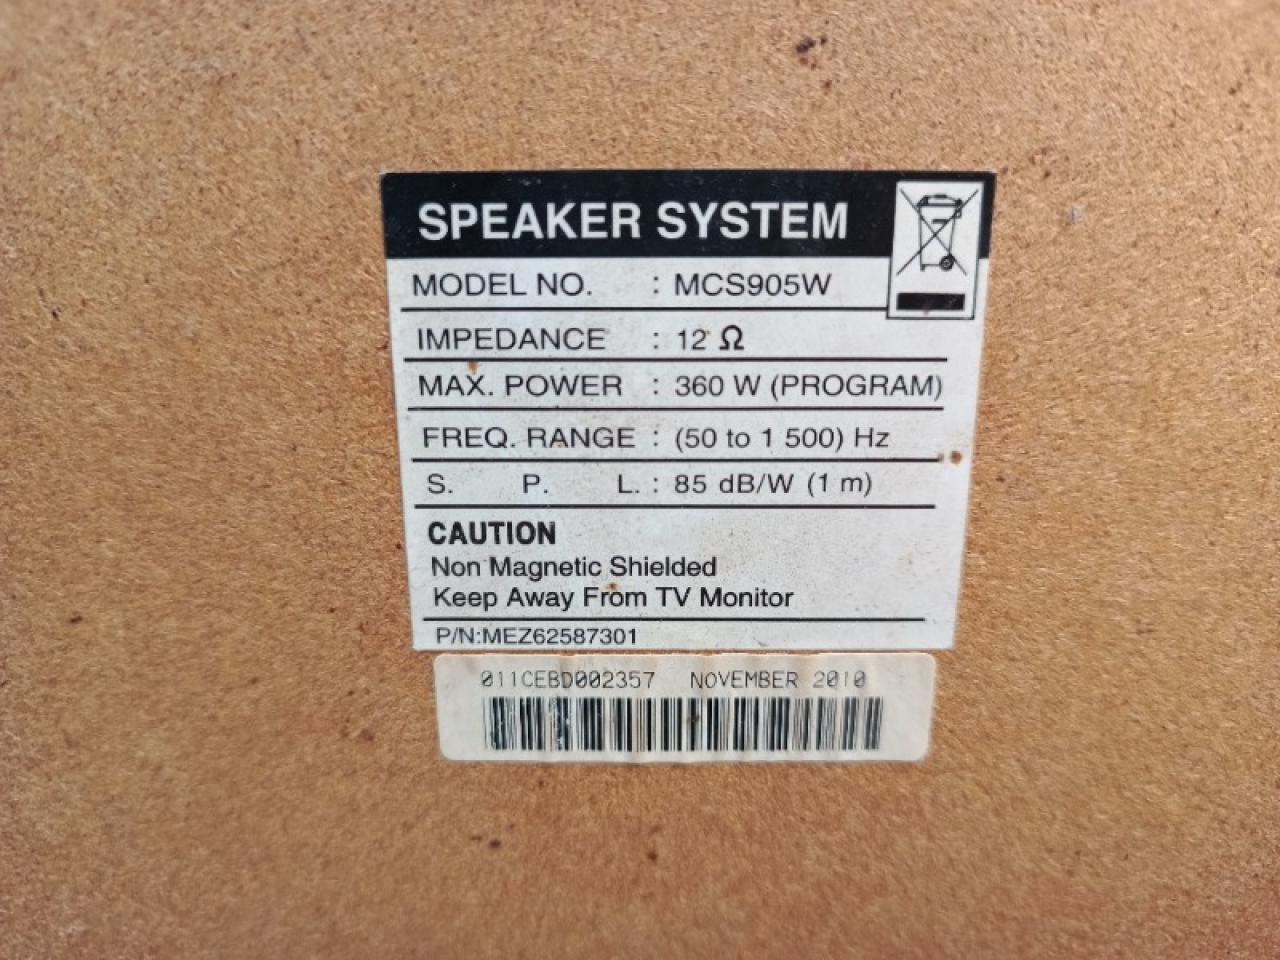 SPEAKER SYSTEM
MODEL NO. : MCS905W
IMPEDANCE : 12 Ω
MAX. POWER : 360 W (PROGRAM)
FREQ. RANGE : (50 to 1 500) Hz
S. P. L. : 85 dB/W (1 m)
CAUTION
Non Magnetic Shielded
Keep Away From TV Monitor
P/N:MEZ62587301
011CEBD002357 NOVEMBER 2010